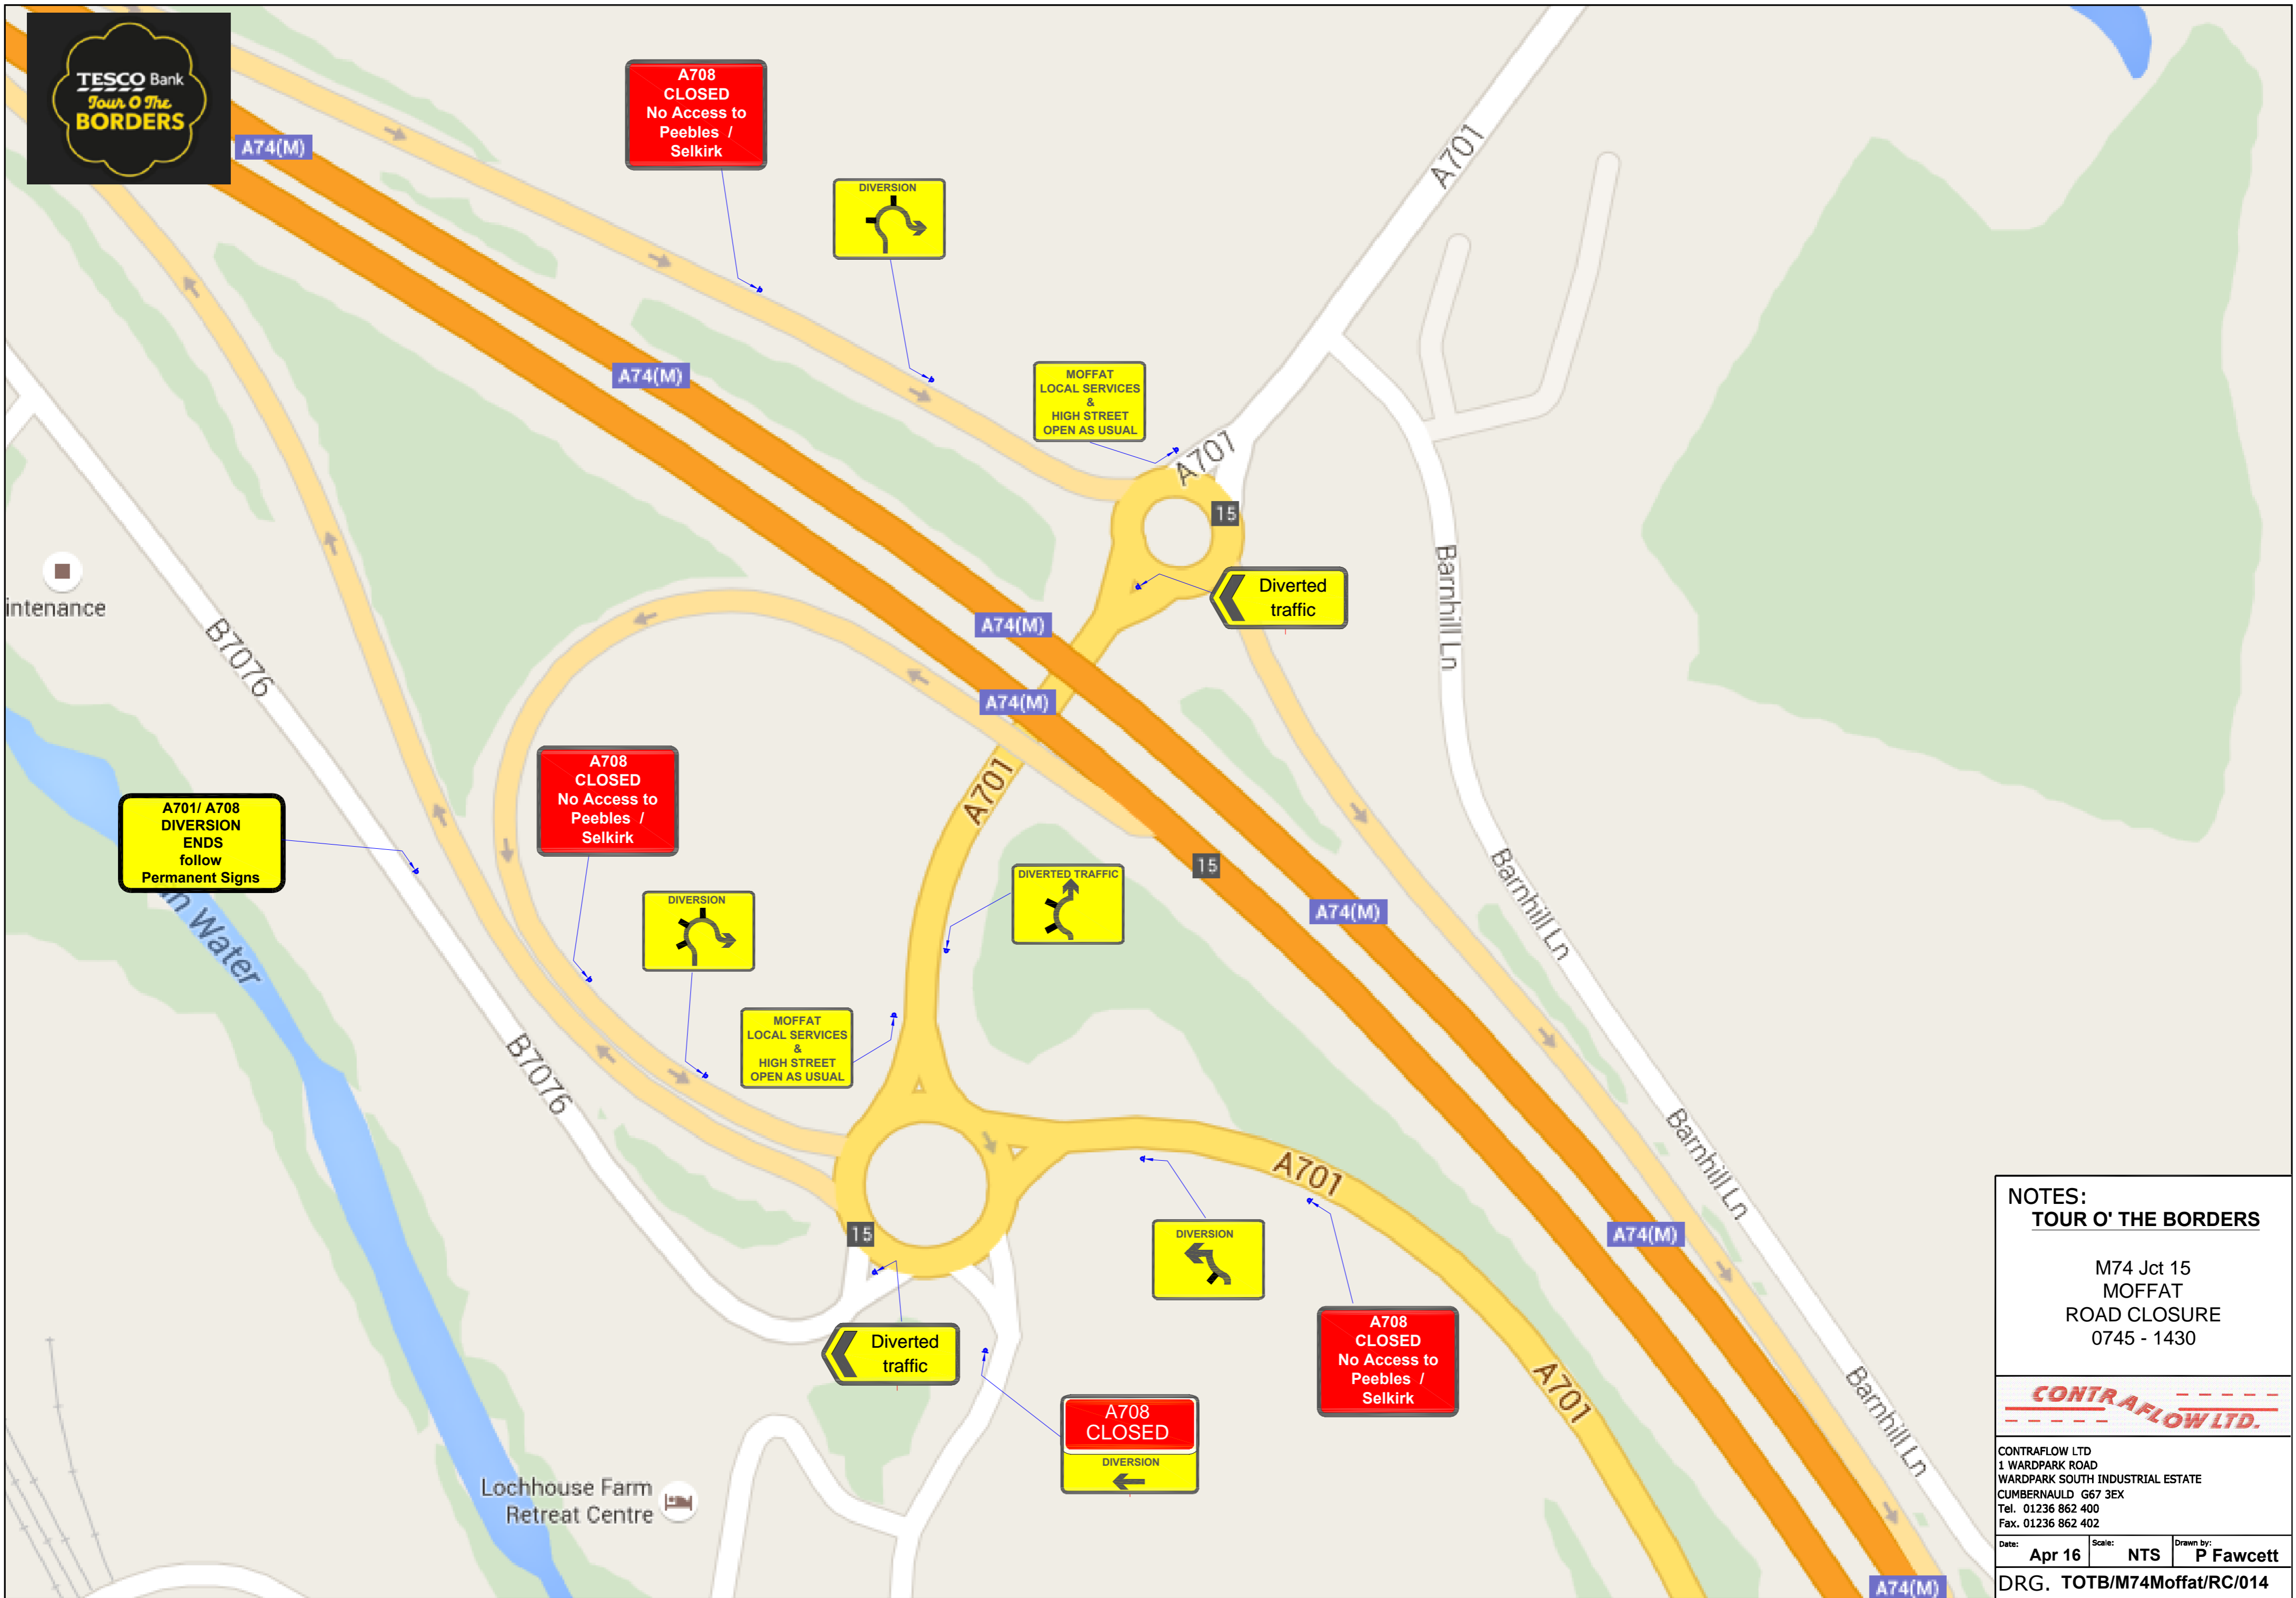 TESCO Bank
Tour O The
BORDERS
A74(M)
A708
CLOSED
No Access to
Peebles /
Selkirk
DIVERSION
A701
A74(M)
MOFFAT
LOCAL SERVICES
&
HIGH STREET
OPEN AS USUAL
A701
15
Diverted
traffic
Barnhill Ln
intenance
B7076
A74(M)
A74(M)
A708
CLOSED
No Access to
Peebles /
Selkirk
A701
A701/ A708
DIVERSION
ENDS
follow
Permanent Signs
n Water
15
DIVERTED TRAFFIC
A74(M)
Barnhill Ln
DIVERSION
MOFFAT
LOCAL SERVICES
&
HIGH STREET
OPEN AS USUAL
B7076
A701
Barnhill Ln
15
DIVERSION
A74(M)
Diverted
traffic
A708
CLOSED
No Access to
Peebles /
Selkirk
A701
Barnhill Ln
A708
CLOSED
DIVERSION
Lochhouse Farm
Retreat Centre
A74(M)
NOTES:
TOUR O' THE BORDERS
M74 Jct 15
MOFFAT
ROAD CLOSURE
0745 - 1430
CONTRAFLOW LTD.
CONTRAFLOW LTD
1 WARDPARK ROAD
WARDPARK SOUTH INDUSTRIAL ESTATE
CUMBERNAULD G67 3EX
Tel. 01236 862 400
Fax. 01236 862 402
Date: Apr 16 Scale: NTS Drawn by: P Fawcett
DRG. TOTB/M74Moffat/RC/014